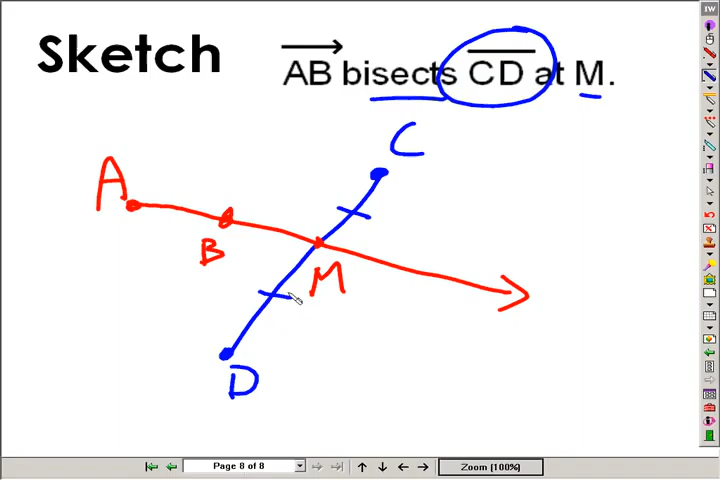 Sketch
AB bisects CD at M.
C
A
B
M
D
Page 8 of 8
Zoom [100%]